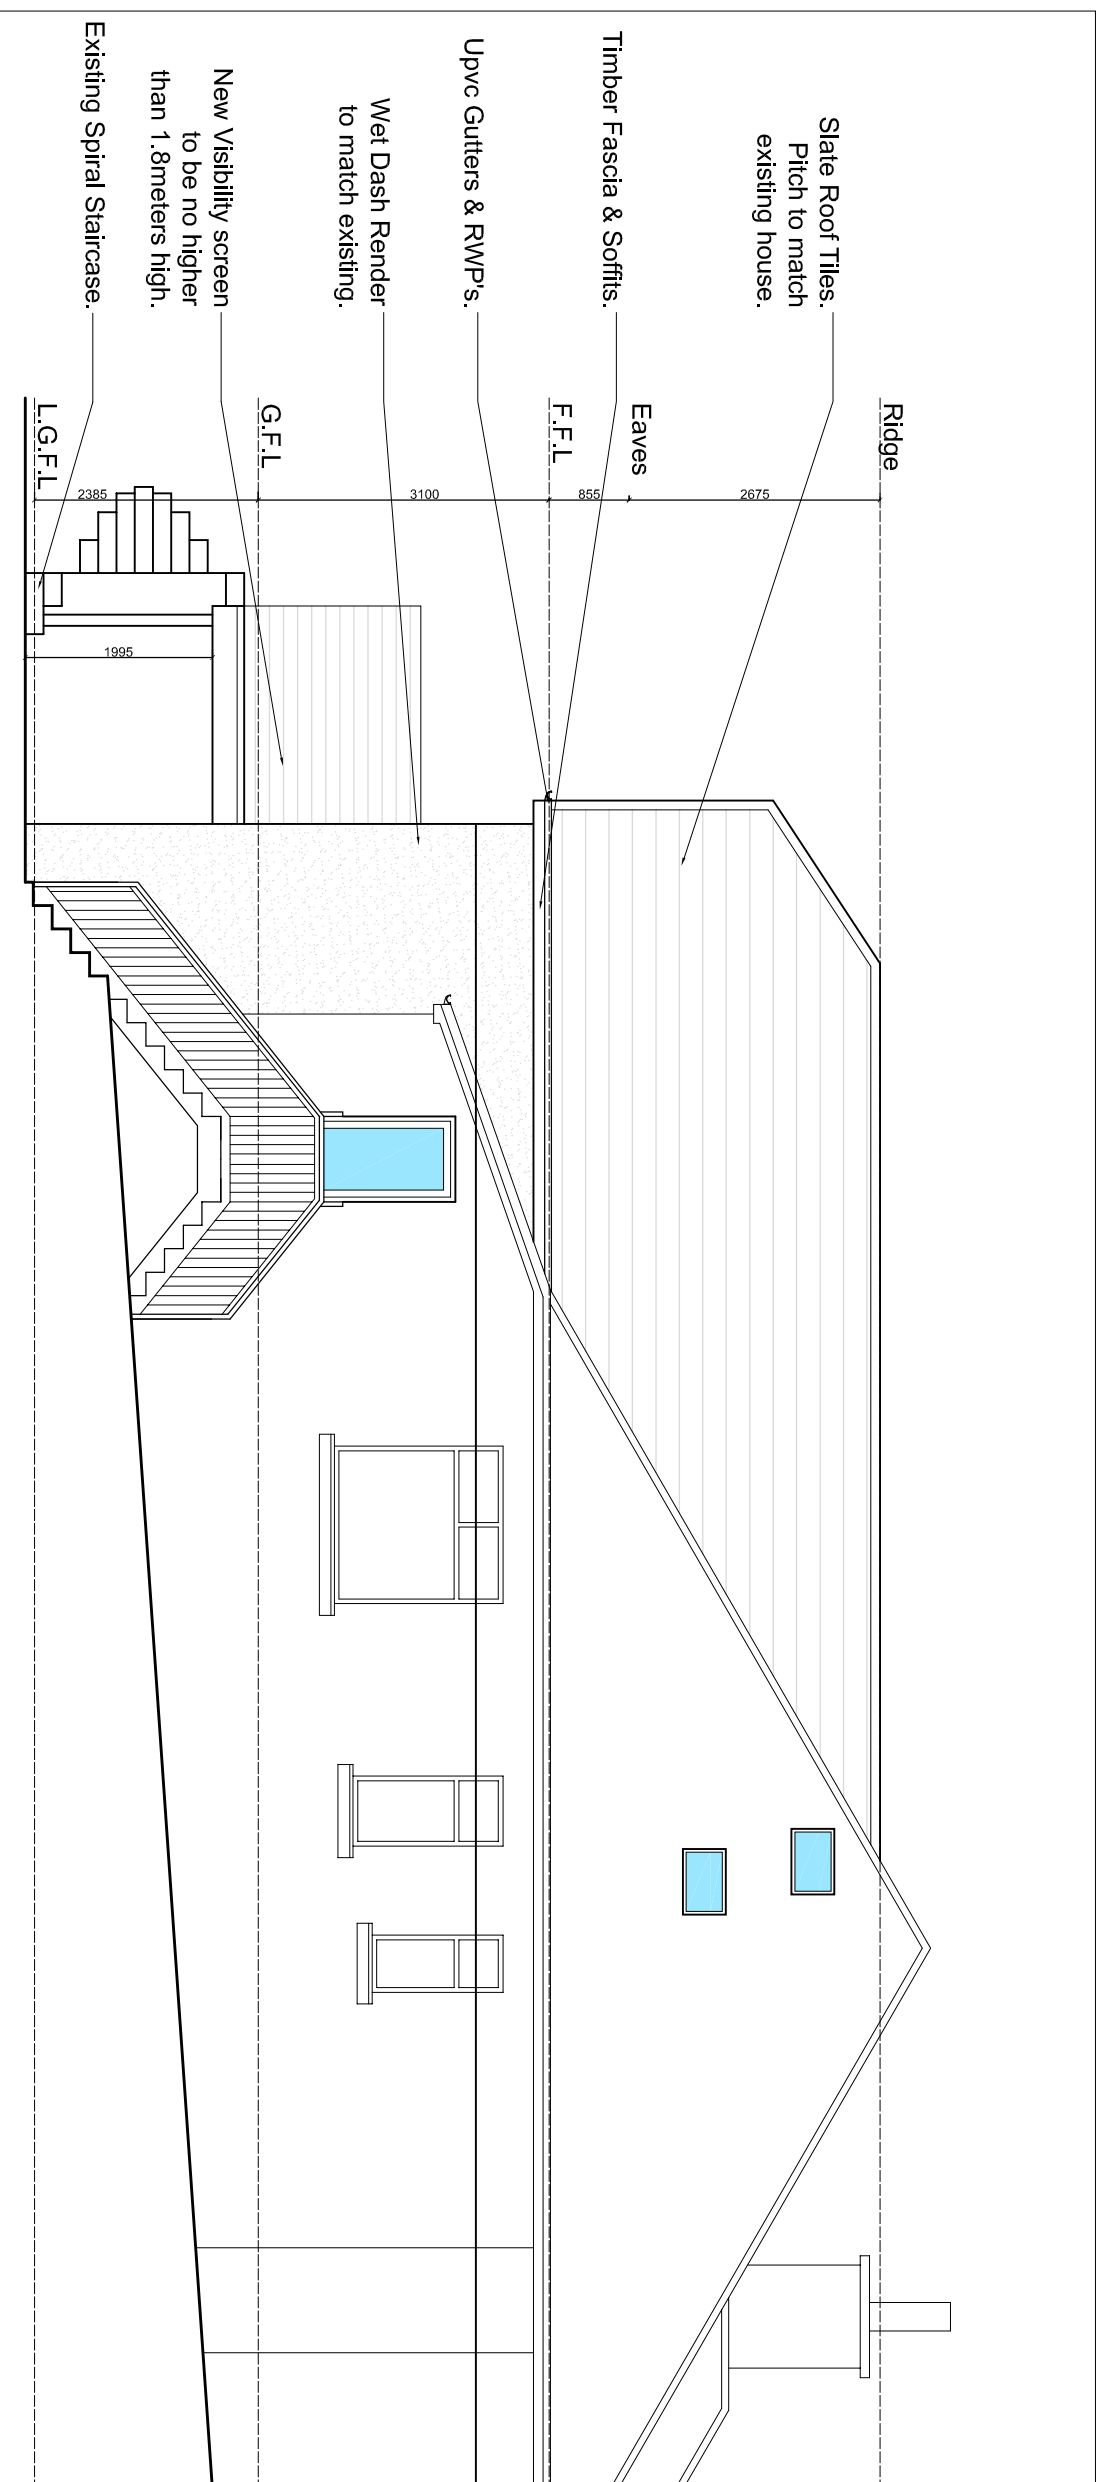 Ridge
Slate Roof Tiles.
Pitch to match
existing house.
Eaves
Timber Fascia & Soffits.
F.F.L
Upvc Gutters & RWP's.
Wet Dash Render
to match existing.
G.F.L
New Visibility screen
to be no higher
than 1.8meters high.
Existing Spiral Staircase.
L.G.F.L
2675
855
3100
2385
1995